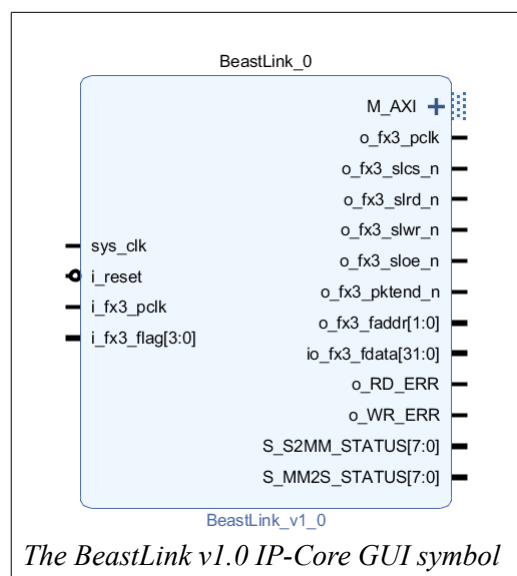 BeastLink_0
M_AXI
o_fx3_pclk
o_fx3_slcs_n
o_fx3_slrd_n
o_fx3_slwr_n
sys_clk
o_fx3_sloe_n
i_reset
o_fx3_pktend_n
i_fx3_pclk
o_fx3_faddr[1:0]
i_fx3_flag[3:0]
io_fx3_fdata[31:0]
o_RD_ERR
o_WR_ERR
S_S2MM_STATUS[7:0]
S_MM2S_STATUS[7:0]
BeastLink_v1_0
The BeastLink v1.0 IP-Core GUI symbol